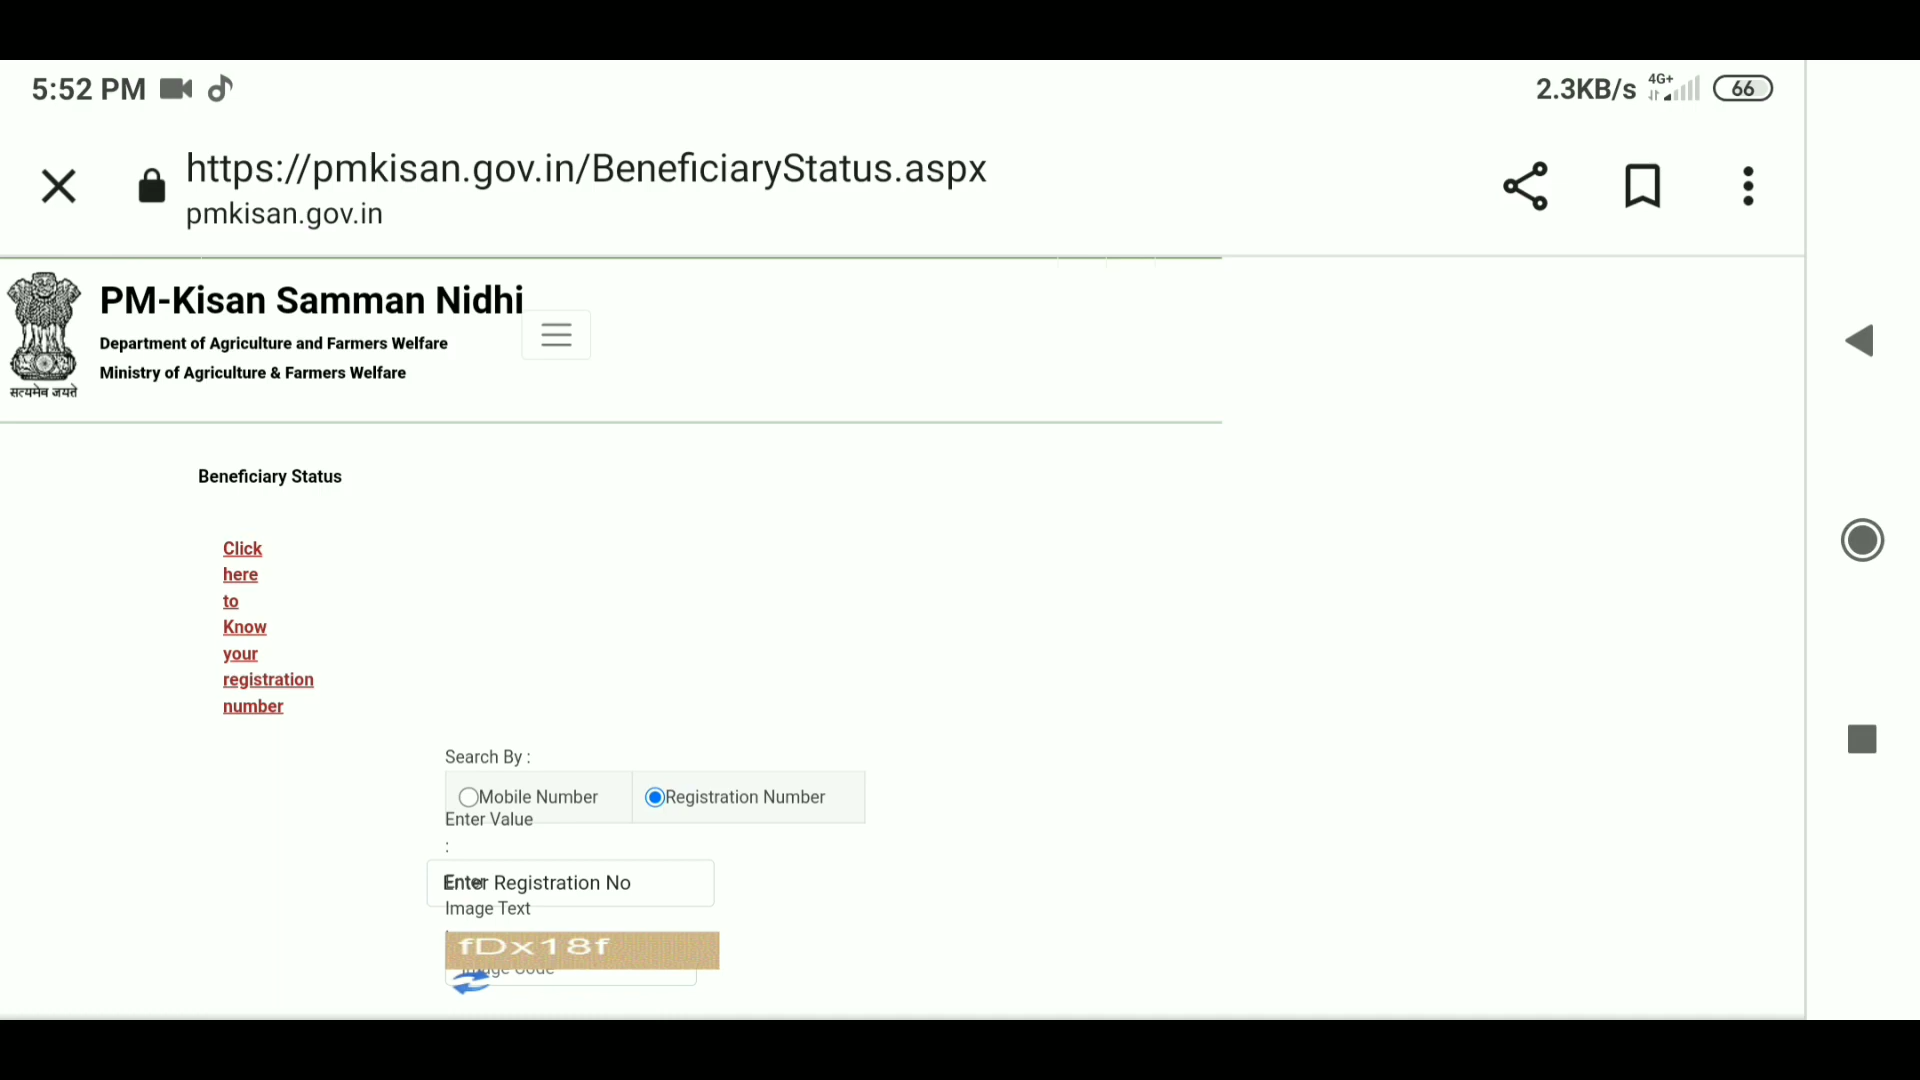 5:52 PM
2.3KB/s 4G+ 66
https://pmkisan.gov.in/BeneficiaryStatus.aspx
pmkisan.gov.in
PM-Kisan Samman Nidhi
Department of Agriculture and Farmers Welfare
Ministry of Agriculture & Farmers Welfare
सत्यमेव जयते
Beneficiary Status
Click
here
to
Know
your
registration
number
Search By :
Mobile Number
Registration Number
Enter Value
:
Enter Registration No
Enter
Image Text
fDx18f
Image Code